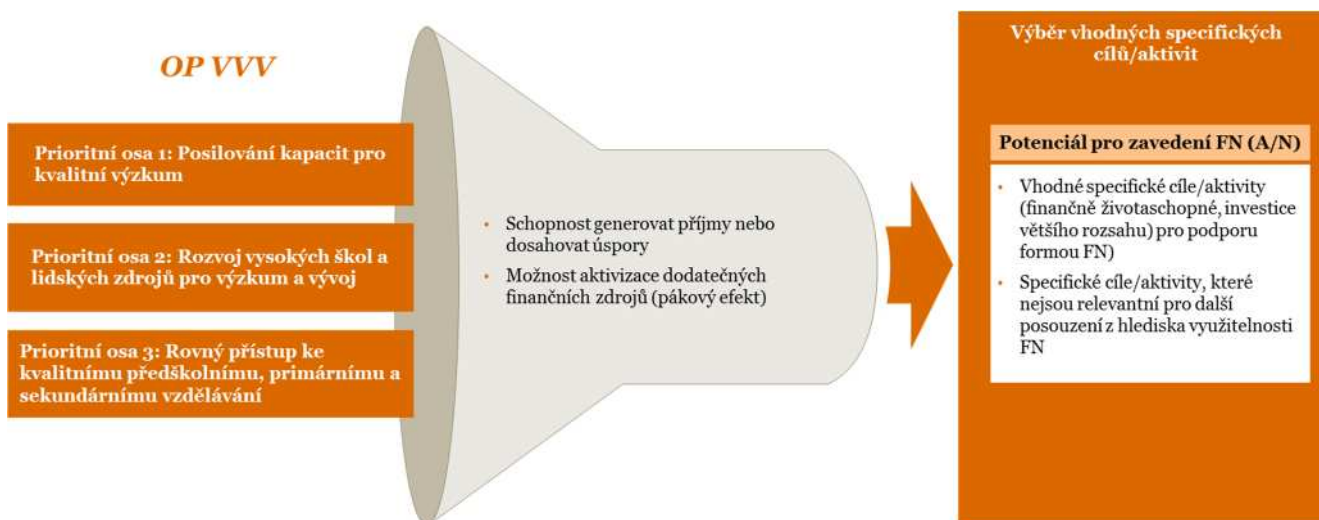 OP VVV
Prioritní osa 1: Posilování kapacit pro
kvalitní výzkum
Prioritní osa 2: Rozvoj vysokých škol a
lidských zdrojů pro výzkum a vývoj
Prioritní osa 3: Rovný přístup ke
kvalitnímu předškolnímu, primárnímu a
sekundárnímu vzdělávání
• Schopnost generovat příjmy nebo
dosahovat úspory
• Možnost aktivizace dodatečných
finančních zdrojů (pákový efekt)
Výběr vhodných specifických
cílů/aktivit
Potenciál pro zavedení FN (A/N)
• Vhodné specifické cíle/aktivity
(finančně životaschopné, investice
většího rozsahu) pro podporu
formou FN)
• Specifické cíle/aktivity, které
nejsou relevantní pro další
posouzení z hlediska využitelnosti
FN